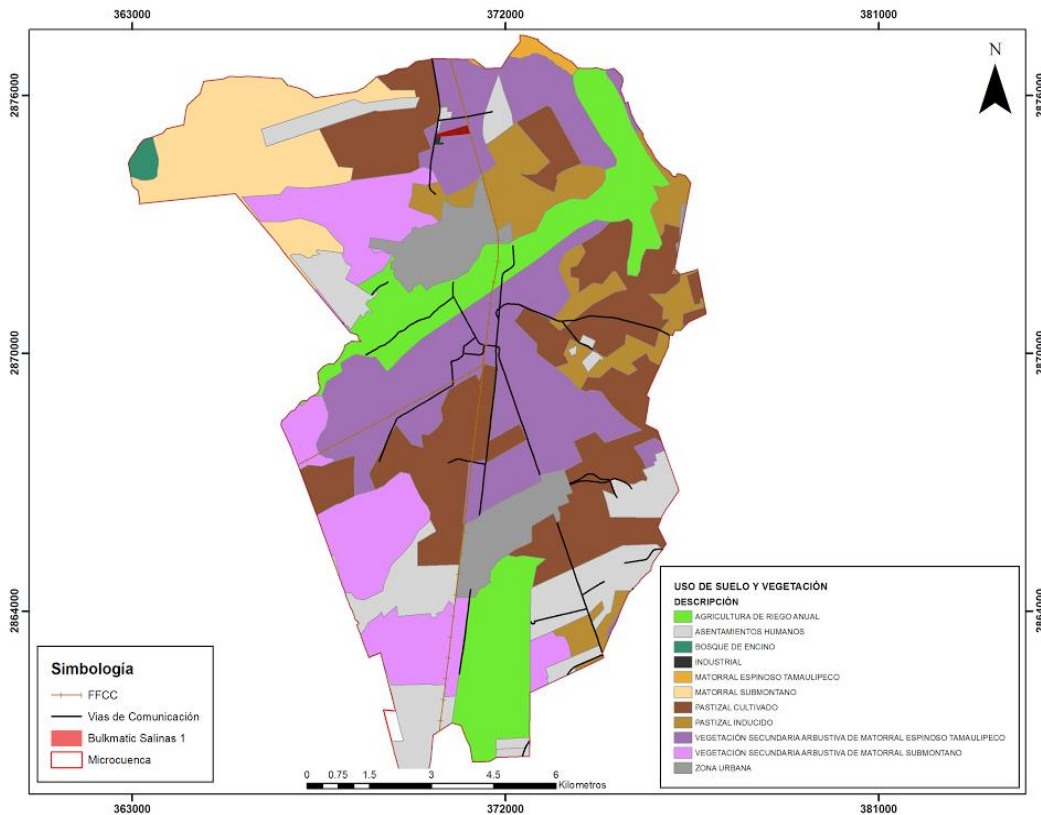 363000
372000
381000
2876000
2876000
N
2870000
2870000
2864000
2864000
USO DE SUELO Y VEGETACIÓN
DESCRIPCIÓN
AGRICULTURA DE RIEGO ANUAL
ASENTAMIENTOS HUMANOS
BOSQUE DE ENCINO
INDUSTRIAL
MATORRAL ESPINOSO TAMAULIPECO
MATORRAL SUBMONTANO
PASTIZAL CULTIVADO
PASTIZAL INDUCIDO
VEGETACIÓN SECUNDARIA ARBUSTIVA DE MATORRAL ESPINOSO TAMAULIPECO
VEGETACIÓN SECUNDARIA ARBUSTIVA DE MATORRAL SUBMONTANO
ZONA URBANA
Simbología
FFCC
Vias de Comunicación
Bulkmatic Salinas 1
Microcuenca
0 0.75 1.5 3 4.5 6
Kilometros
363000
372000
381000